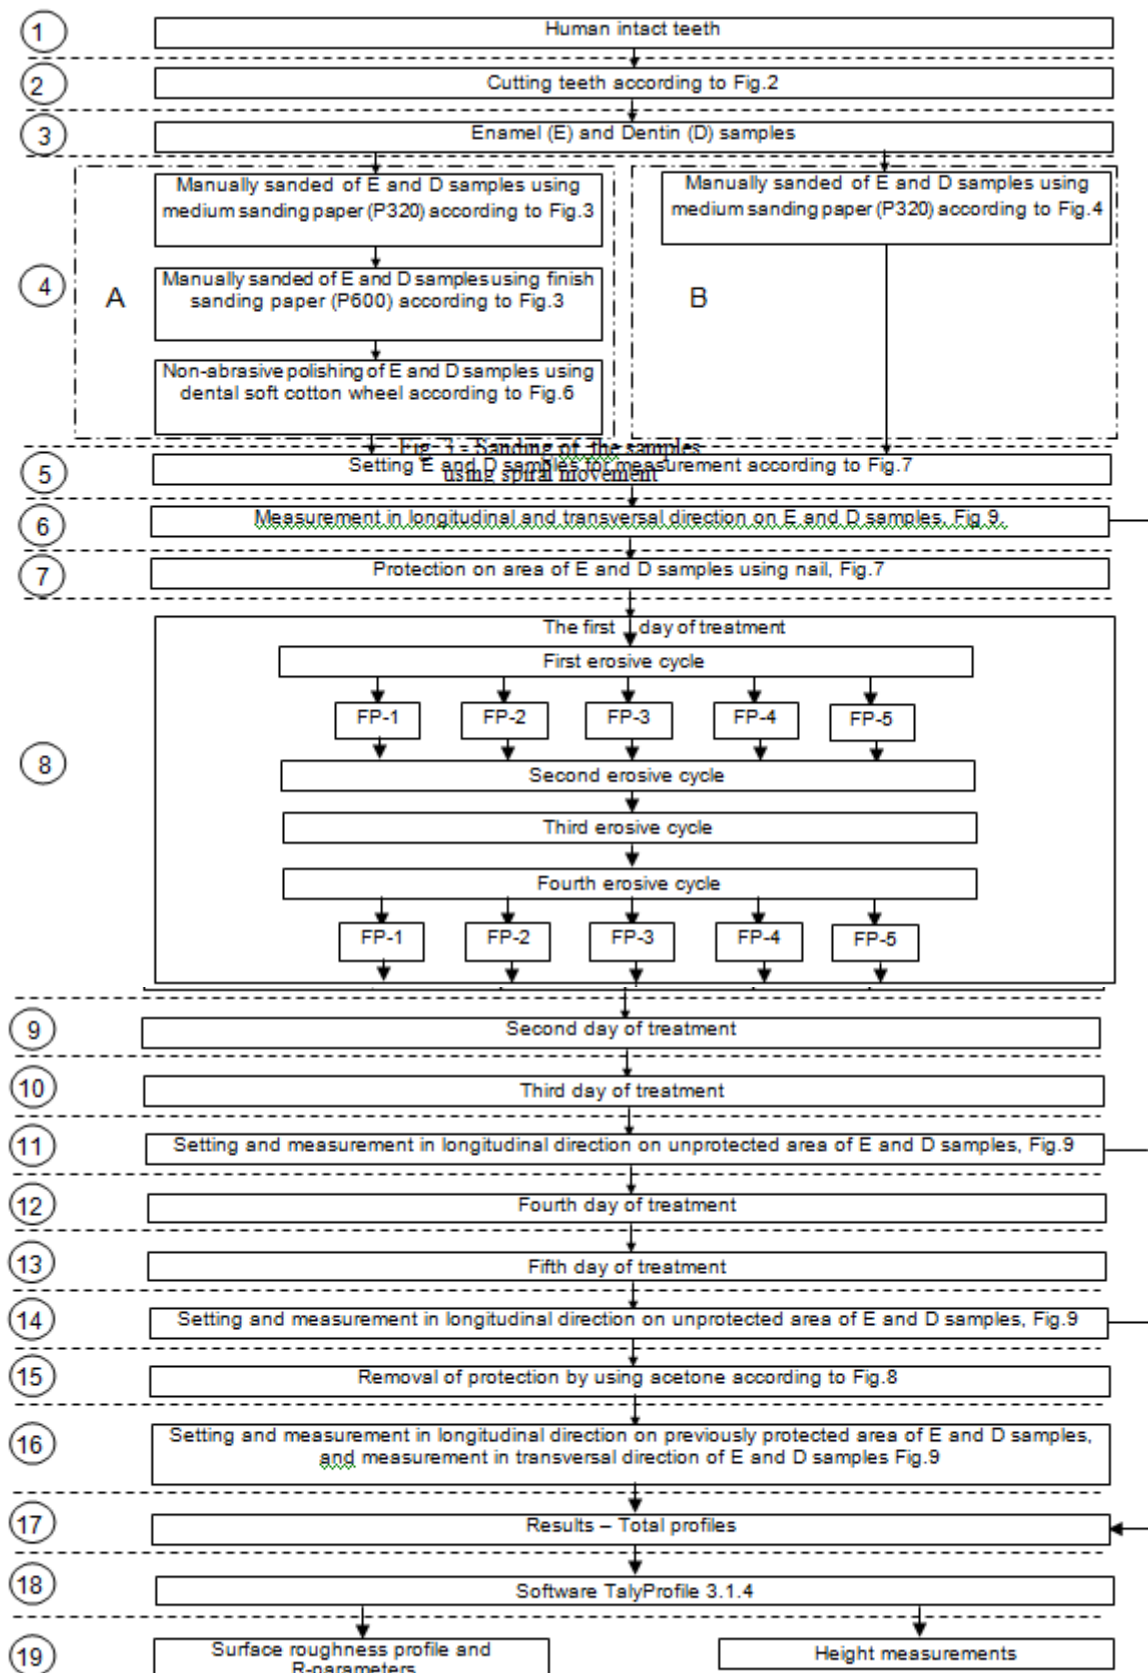 1
Human intact teeth
2
Cutting teeth according to Fig.2
3
Enamel (E) and Dentin (D) samples
4
A
Manually sanded of E and D samples using
medium sanding paper (P320) according to Fig.3
Manually sanded of E and D samples using finish
sanding paper (P600) according to Fig.3
Non-abrasive polishing of E and D samples using
dental soft cotton wheel according to Fig.6
B
Manually sanded of E and D samples using
medium sanding paper (P320) according to Fig.4
Fig. 3 - Sanding of the samples
using spiral movement
5
Setting E and D samples for measurement according to Fig.7
6
Measurement in longitudinal and transversal direction on E and D samples, Fig 9.
7
Protection on area of E and D samples using nail, Fig.7
8
The first day of treatment
First erosive cycle
FP-1 FP-2 FP-3 FP-4 FP-5
Second erosive cycle
Third erosive cycle
Fourth erosive cycle
FP-1 FP-2 FP-3 FP-4 FP-5
9
Second day of treatment
10
Third day of treatment
11
Setting and measurement in longitudinal direction on unprotected area of E and D samples, Fig.9
12
Fourth day of treatment
13
Fifth day of treatment
14
Setting and measurement in longitudinal direction on unprotected area of E and D samples, Fig.9
15
Removal of protection by using acetone according to Fig.8
16
Setting and measurement in longitudinal direction on previously protected area of E and D samples,
and measurement in transversal direction of E and D samples Fig.9
17
Results – Total profiles
18
Software TalyProfile 3.1.4
19
Surface roughness profile and
R-parameters
Height measurements